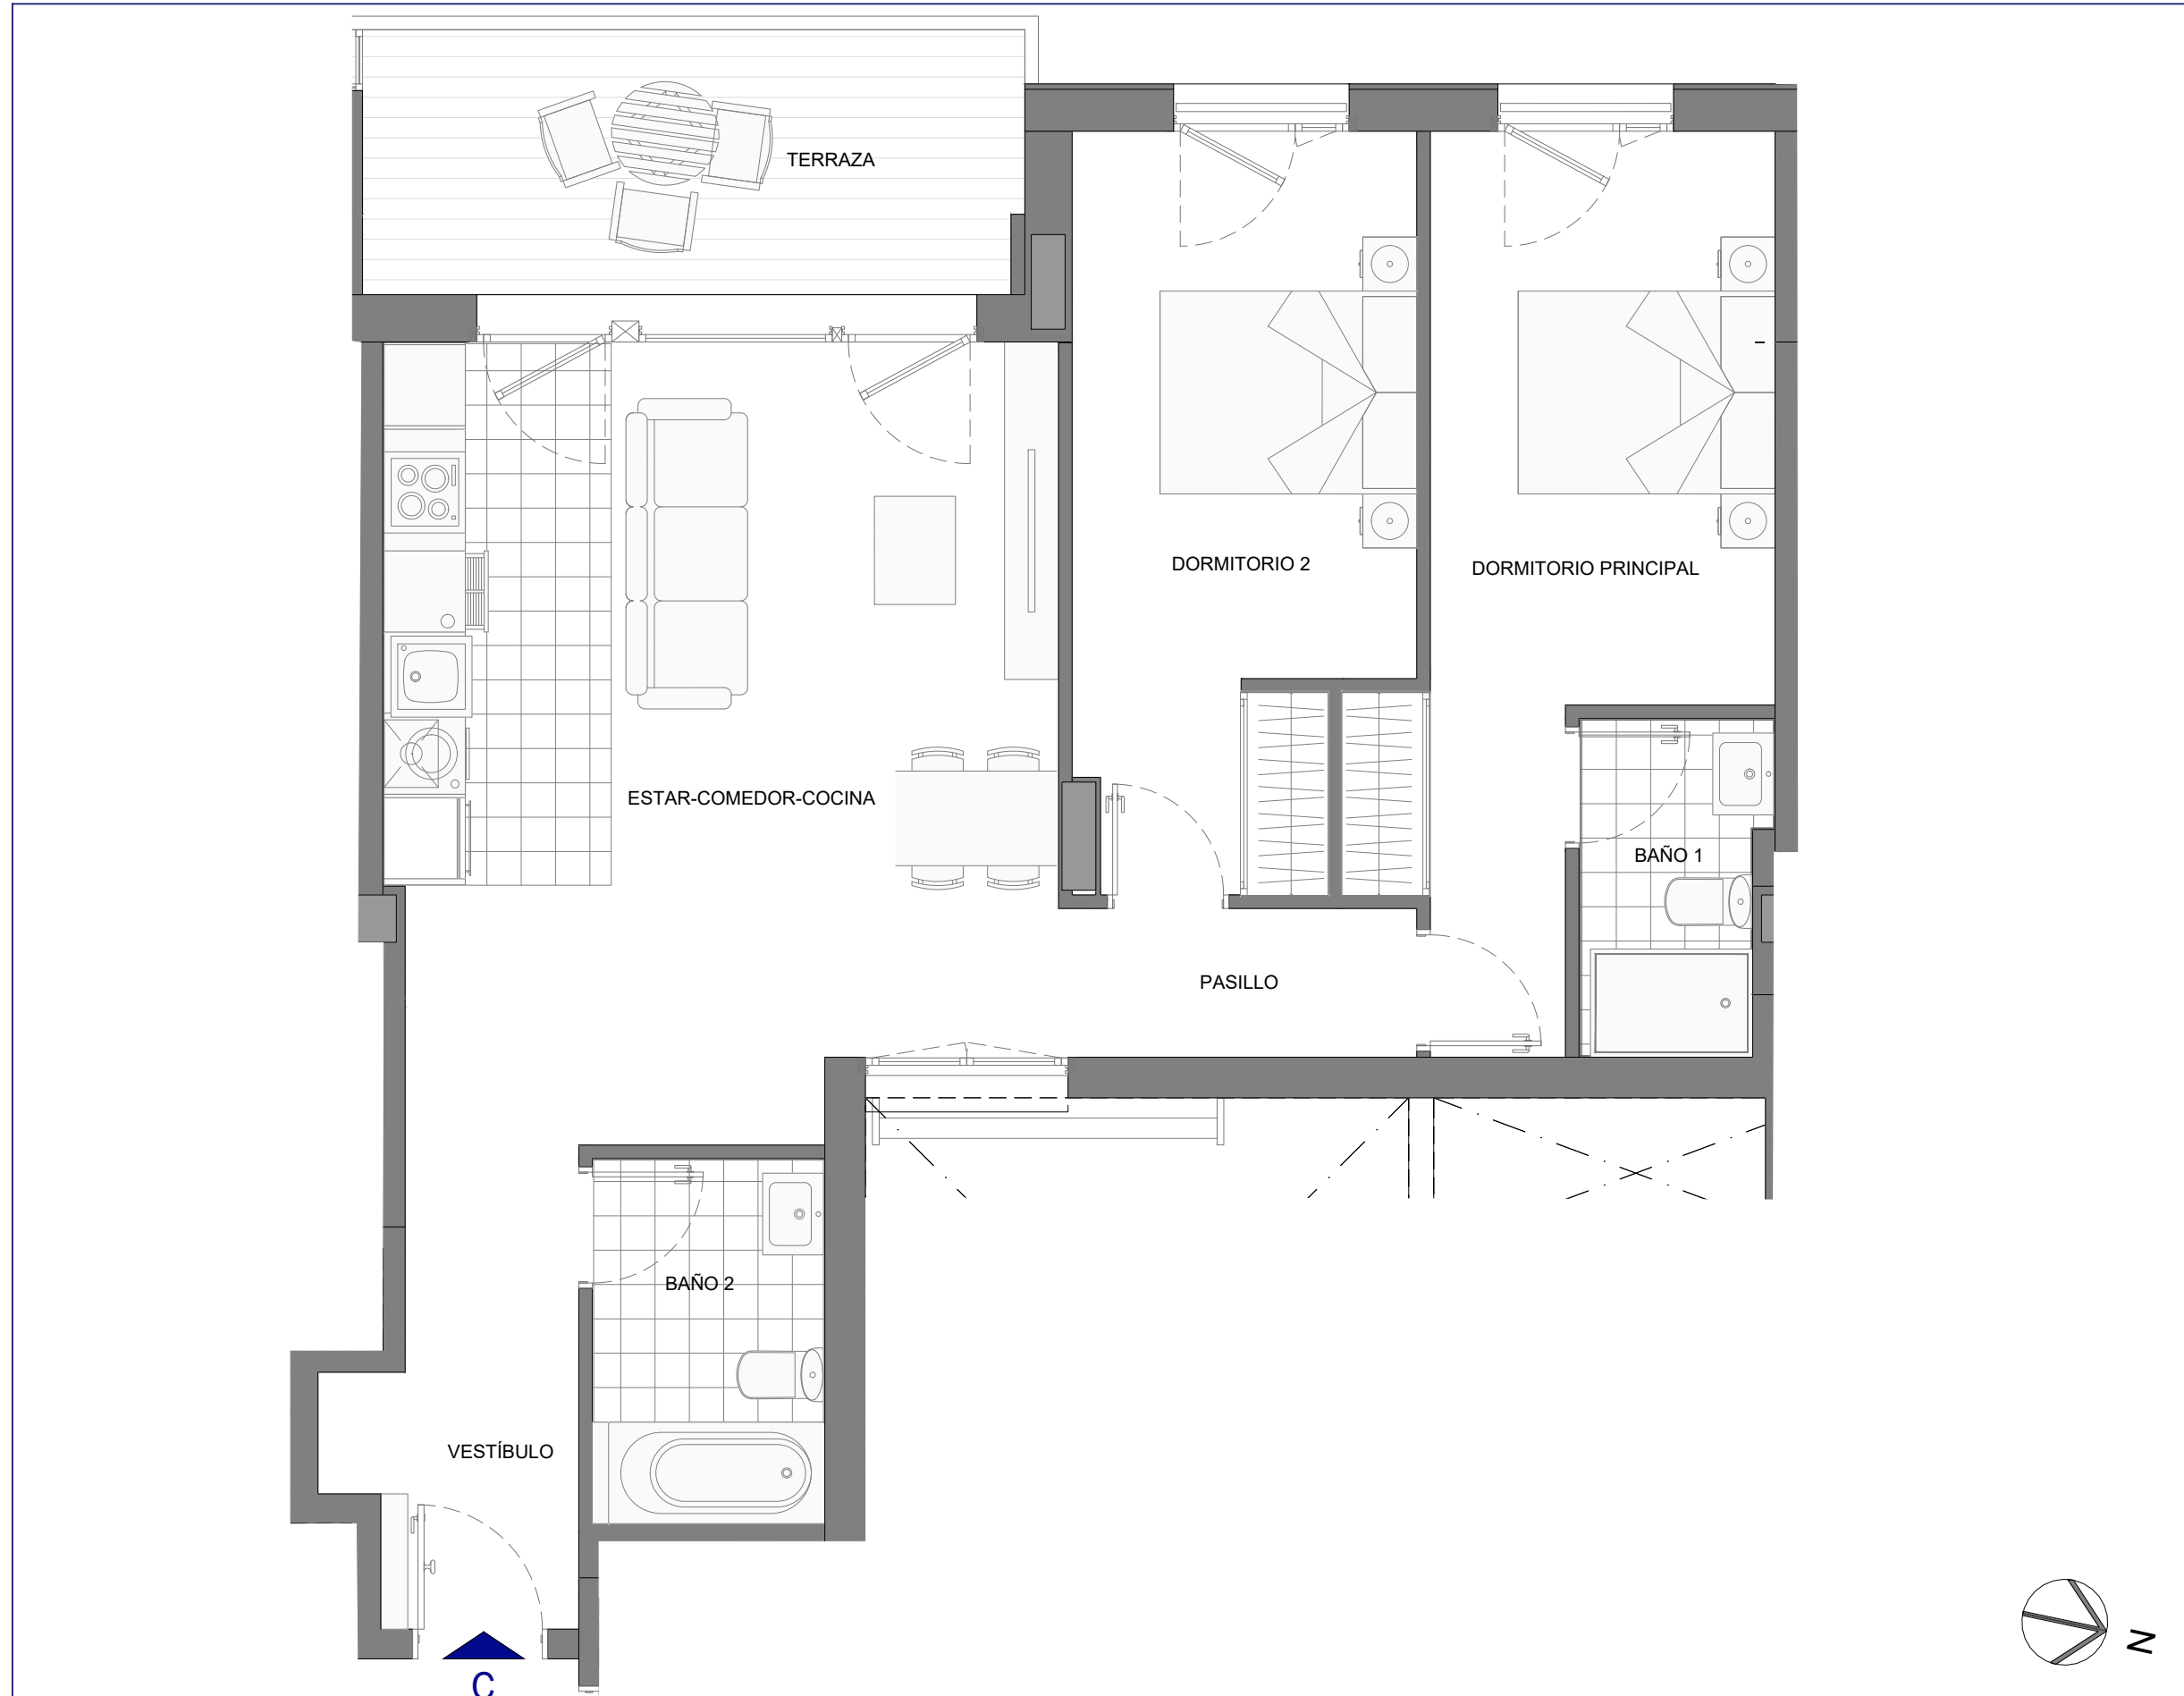 TERRAZA
DORMITORIO 2
DORMITORIO PRINCIPAL
ESTAR-COMEDOR-COCINA
BAÑO 1
PASILLO
BAÑO 2
VESTÍBULO
N
C